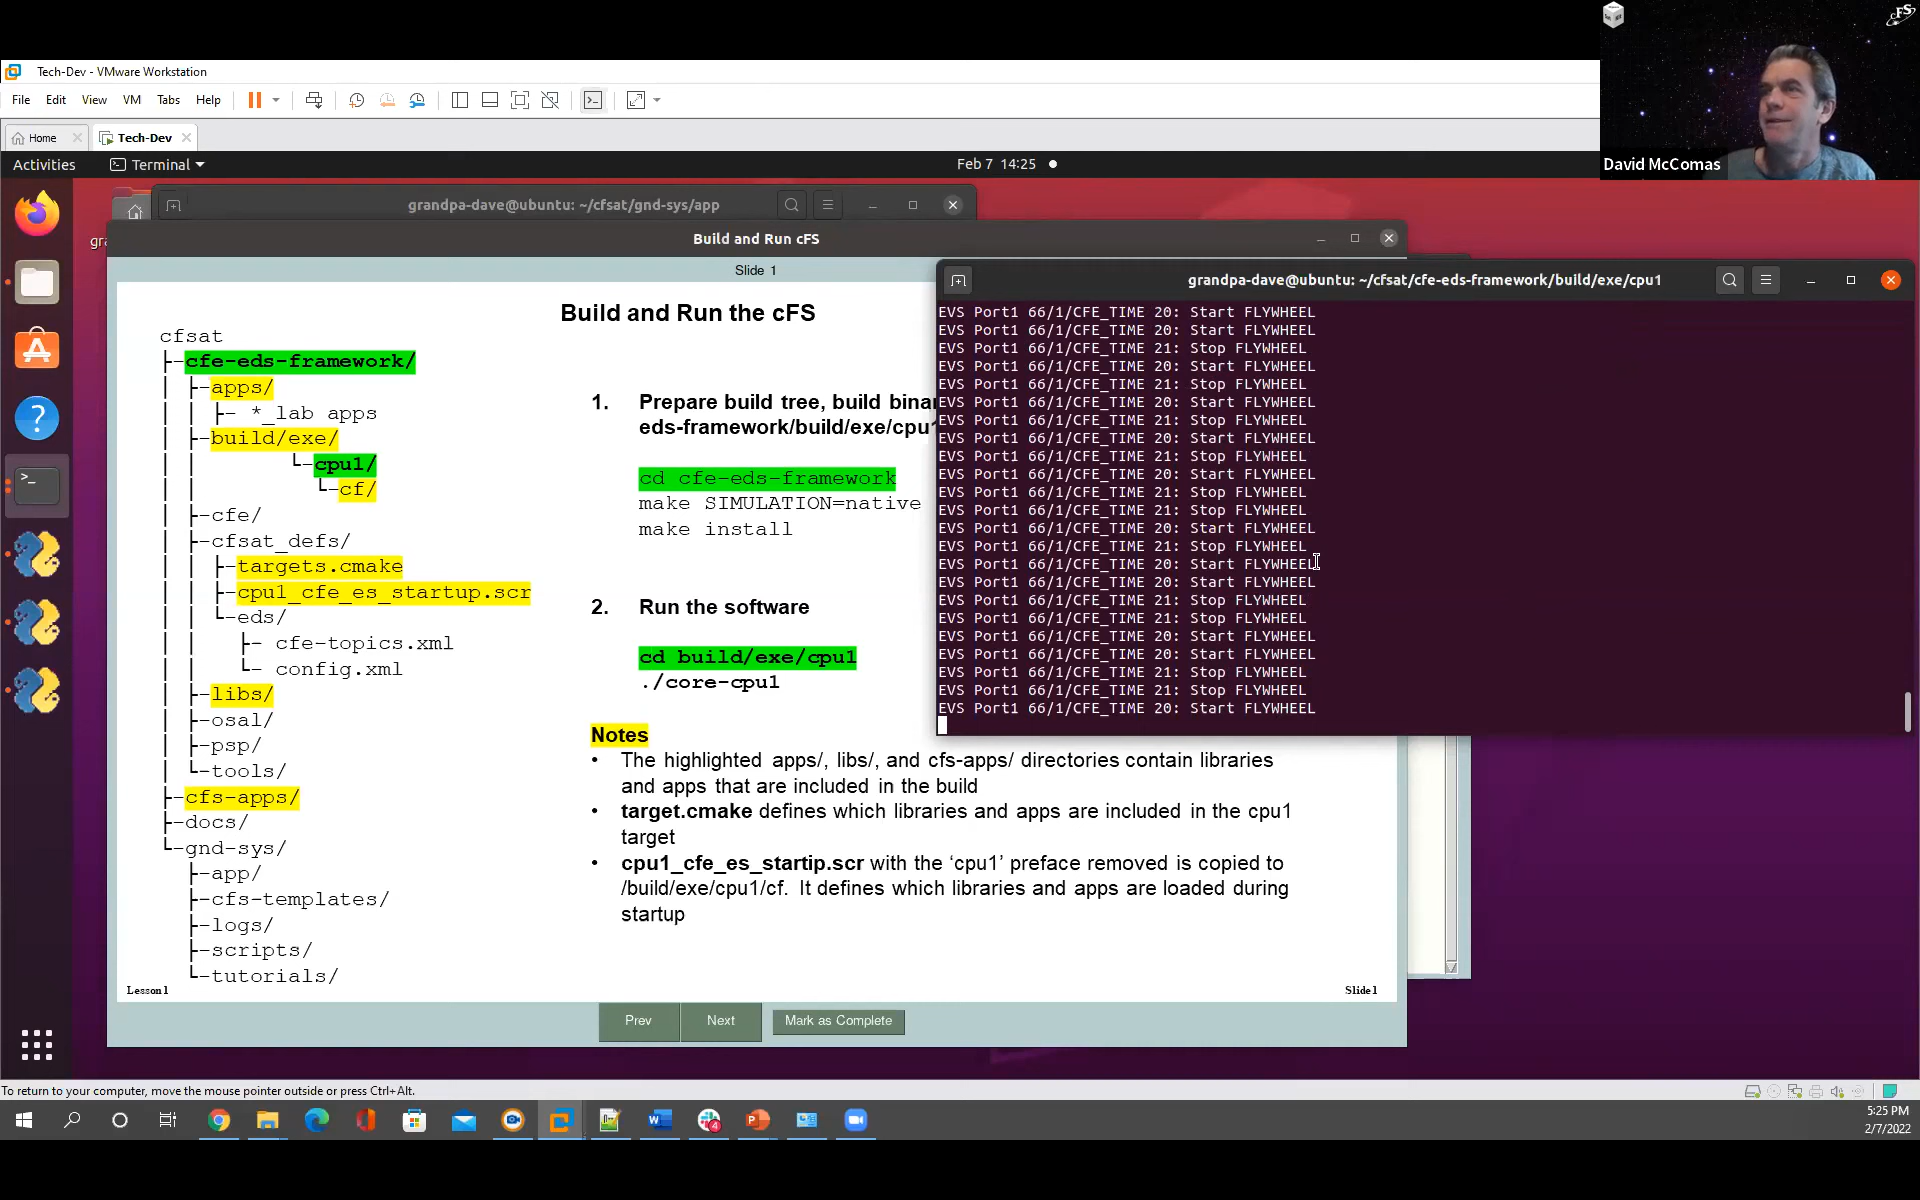 Tech-Dev - VMware Workstation
File Edit View VM Tabs Help
Home Tech-Dev
Activities Terminal Feb 7 14:25
David McComas
grandpa-dave@ubuntu: ~/cfsat/gnd-sys/app
Build and Run cFS
Slide 1
Build and Run the cFS
cfsat
├-cfe-eds-framework/
│ ├-apps/
│ │ ├- *_lab apps
│ ├-build/exe/
│ │ └-cpu1/
│ │ └-cf/
│ ├-cfe/
│ ├-cfsat_defs/
│ │ ├-targets.cmake
│ │ ├-cpu1_cfe_es_startup.scr
│ │ └-eds/
│ │ ├- cfe-topics.xml
│ │ └- config.xml
│ ├-libs/
│ ├-osal/
│ ├-psp/
│ └-tools/
├-cfs-apps/
├-docs/
└-gnd-sys/
├-app/
├-cfs-templates/
├-logs/
├-scripts/
└-tutorials/
1. Prepare build tree, build bina
eds-framework/build/exe/cpu1
cd cfe-eds-framework
make SIMULATION=native
make install
2. Run the software
cd build/exe/cpu1
./core-cpu1
Notes
• The highlighted apps/, libs/, and cfs-apps/ directories contain libraries
and apps that are included in the build
• target.cmake defines which libraries and apps are included in the cpu1
target
• cpu1_cfe_es_startip.scr with the ‘cpu1’ preface removed is copied to
/build/exe/cpu1/cf. It defines which libraries and apps are loaded during
startup
Lesson1
Slide1
Prev Next Mark as Complete
grandpa-dave@ubuntu: ~/cfsat/cfe-eds-framework/build/exe/cpu1
EVS Port1 66/1/CFE_TIME 20: Start FLYWHEEL
EVS Port1 66/1/CFE_TIME 20: Start FLYWHEEL
EVS Port1 66/1/CFE_TIME 21: Stop FLYWHEEL
EVS Port1 66/1/CFE_TIME 20: Start FLYWHEEL
EVS Port1 66/1/CFE_TIME 21: Stop FLYWHEEL
EVS Port1 66/1/CFE_TIME 20: Start FLYWHEEL
EVS Port1 66/1/CFE_TIME 21: Stop FLYWHEEL
EVS Port1 66/1/CFE_TIME 20: Start FLYWHEEL
EVS Port1 66/1/CFE_TIME 21: Stop FLYWHEEL
EVS Port1 66/1/CFE_TIME 20: Start FLYWHEEL
EVS Port1 66/1/CFE_TIME 21: Stop FLYWHEEL
EVS Port1 66/1/CFE_TIME 21: Stop FLYWHEEL
EVS Port1 66/1/CFE_TIME 20: Start FLYWHEEL
EVS Port1 66/1/CFE_TIME 21: Stop FLYWHEEL
EVS Port1 66/1/CFE_TIME 20: Start FLYWHEEL
EVS Port1 66/1/CFE_TIME 20: Start FLYWHEEL
EVS Port1 66/1/CFE_TIME 21: Stop FLYWHEEL
EVS Port1 66/1/CFE_TIME 21: Stop FLYWHEEL
EVS Port1 66/1/CFE_TIME 20: Start FLYWHEEL
EVS Port1 66/1/CFE_TIME 20: Start FLYWHEEL
EVS Port1 66/1/CFE_TIME 21: Stop FLYWHEEL
EVS Port1 66/1/CFE_TIME 21: Stop FLYWHEEL
EVS Port1 66/1/CFE_TIME 20: Start FLYWHEEL
To return to your computer, move the mouse pointer outside or press Ctrl+Alt.
5:25 PM
2/7/2022